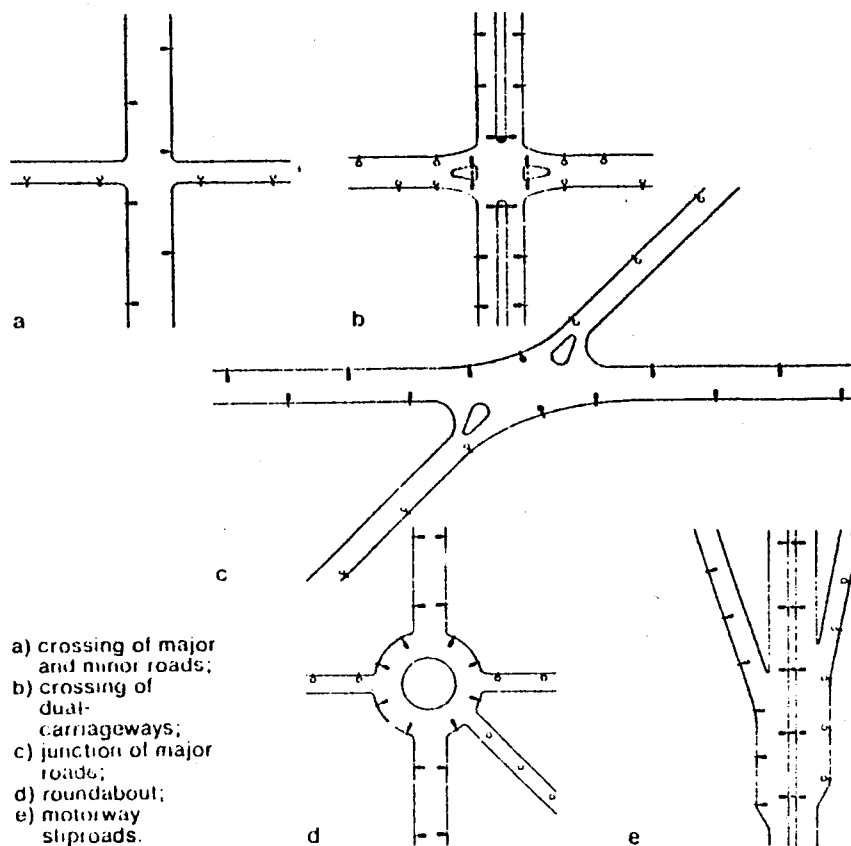 a
b
c
a) crossing of major
and minor roads;
b) crossing of
dual-
carriageways;
c) junction of major
roads;
d) roundabout;
e) motorway
sliproads.
d
e